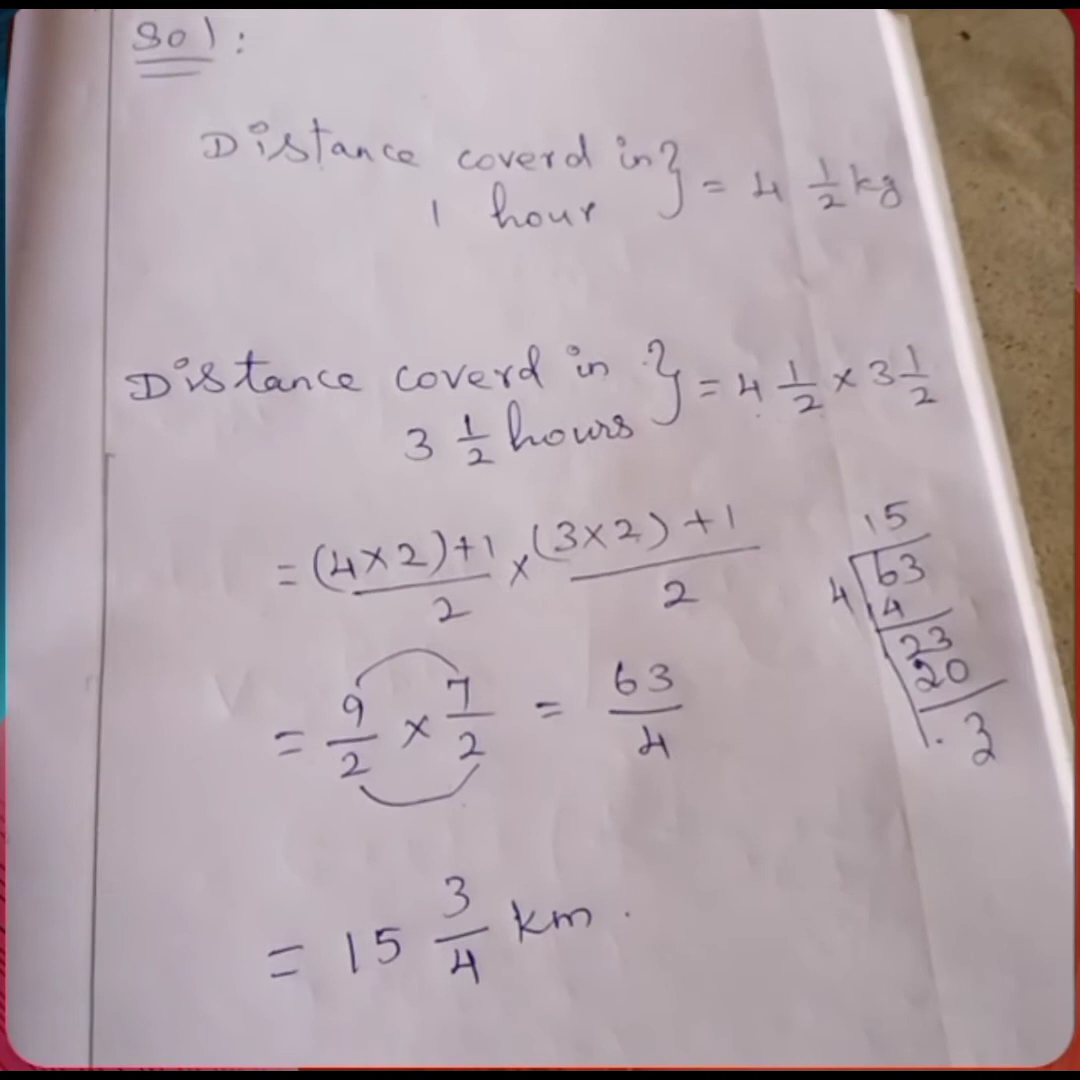 Sol:
Distance coverd in } = 4 1/2 kg
1 hour
Distance coverd in } = 4 1/2 × 3 1/2
3 1/2 hours
= (4×2)+1/2 × (3×2)+1/2
15
4 63
4
23
20
3
= 9/2 × 7/2 = 63/4
= 15 3/4 km.